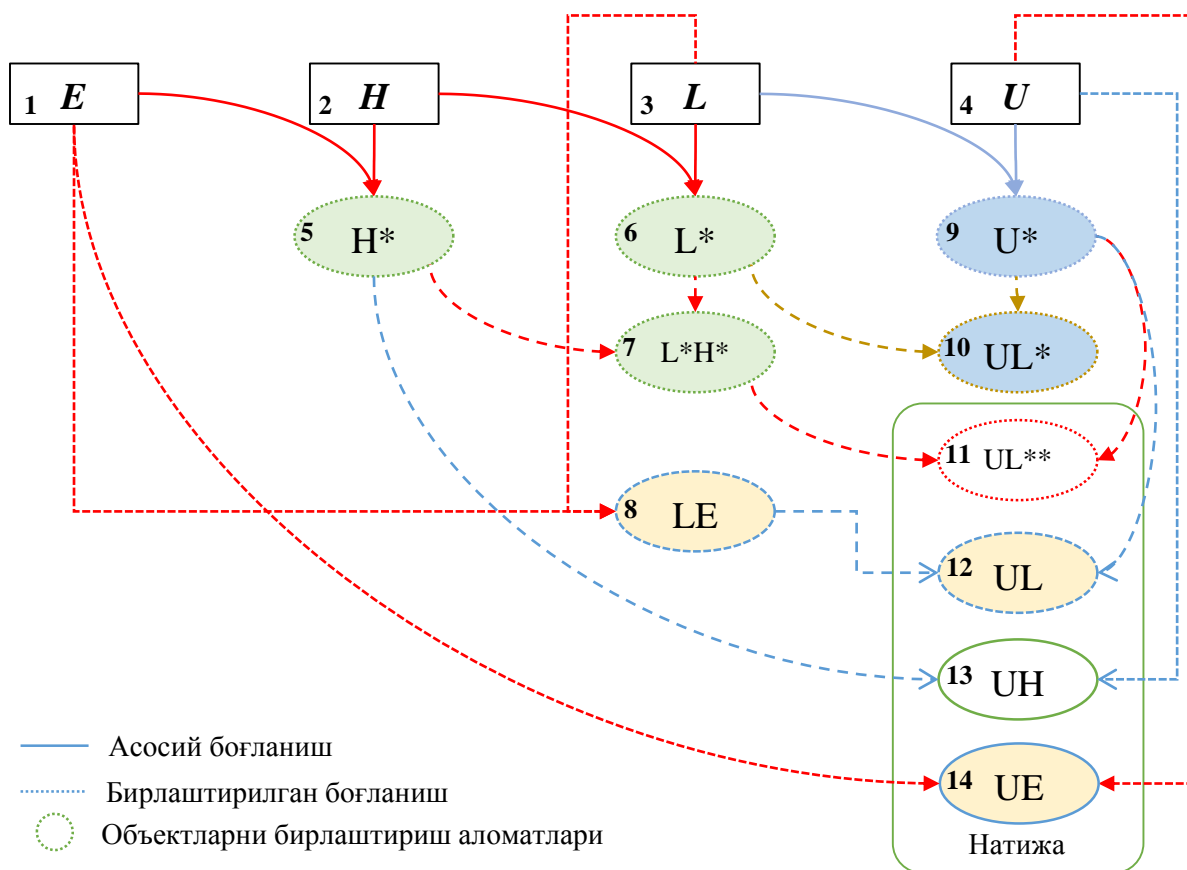 1 E
2 H
3 L
4 U
5 H*
6 L*
9 U*
7 L*H*
10 UL*
11 UL**
8 LE
12 UL
13 UH
14 UE
Натижа
Асосий боғланиш
Бирлаштирилган боғланиш
Объектларни бирлаштириш аломатлари